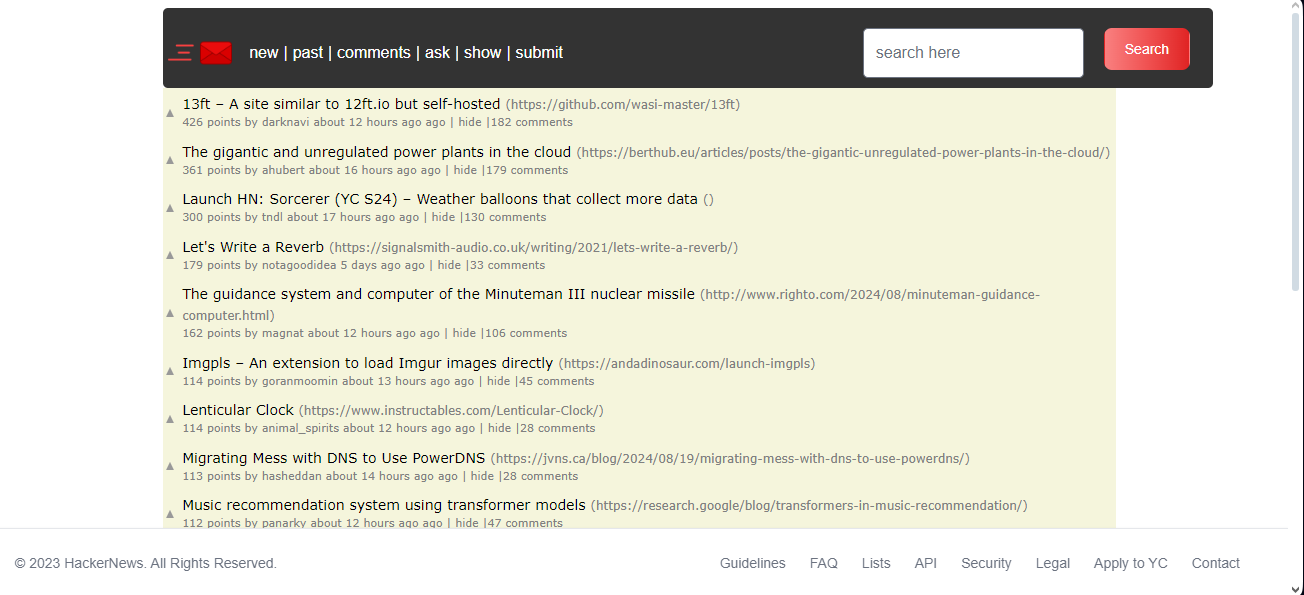 new | past | comments | ask | show | submit
search here
Search
▲ 13ft – A site similar to 12ft.io but self-hosted (https://github.com/wasi-master/13ft)
426 points by darknavi about 12 hours ago ago | hide |182 comments
▲ The gigantic and unregulated power plants in the cloud (https://berthub.eu/articles/posts/the-gigantic-unregulated-power-plants-in-the-cloud/)
361 points by ahubert about 16 hours ago ago | hide |179 comments
▲ Launch HN: Sorcerer (YC S24) – Weather balloons that collect more data ()
300 points by tndl about 17 hours ago ago | hide |130 comments
▲ Let's Write a Reverb (https://signalsmith-audio.co.uk/writing/2021/lets-write-a-reverb/)
179 points by notagoodidea 5 days ago ago | hide |33 comments
▲ The guidance system and computer of the Minuteman III nuclear missile (http://www.righto.com/2024/08/minuteman-guidance-
computer.html)
162 points by magnat about 12 hours ago ago | hide |106 comments
▲ Imgpls – An extension to load Imgur images directly (https://andadinosaur.com/launch-imgpls)
114 points by goranmoomin about 13 hours ago ago | hide |45 comments
▲ Lenticular Clock (https://www.instructables.com/Lenticular-Clock/)
114 points by animal_spirits about 12 hours ago ago | hide |28 comments
▲ Migrating Mess with DNS to Use PowerDNS (https://jvns.ca/blog/2024/08/19/migrating-mess-with-dns-to-use-powerdns/)
113 points by hasheddan about 14 hours ago ago | hide |28 comments
▲ Music recommendation system using transformer models (https://research.google/blog/transformers-in-music-recommendation/)
112 points by panarky about 12 hours ago ago | hide |47 comments
© 2023 HackerNews. All Rights Reserved.
Guidelines FAQ Lists API Security Legal Apply to YC Contact